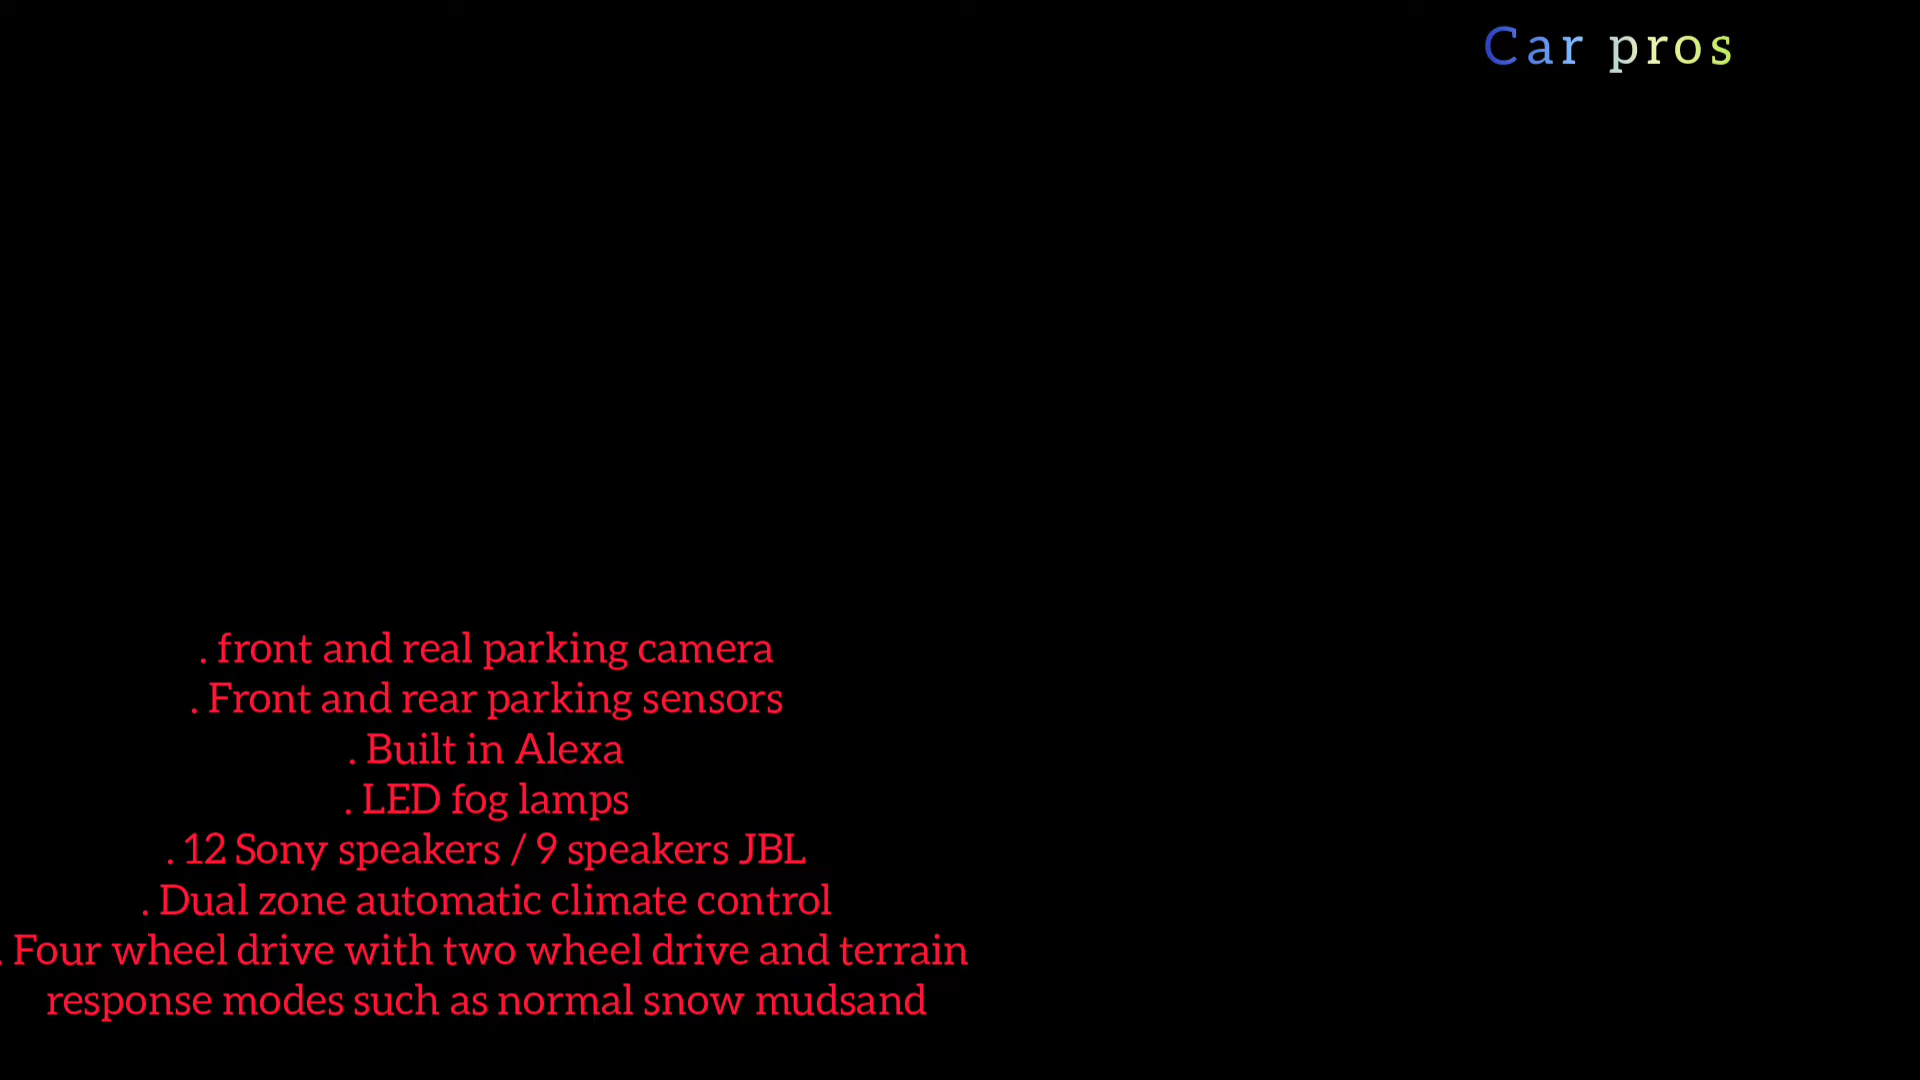 Car pros
. front and real parking camera
. Front and rear parking sensors
. Built in Alexa
. LED fog lamps
. 12 Sony speakers / 9 speakers JBL
. Dual zone automatic climate control
. Four wheel drive with two wheel drive and terrain
response modes such as normal snow mudsand